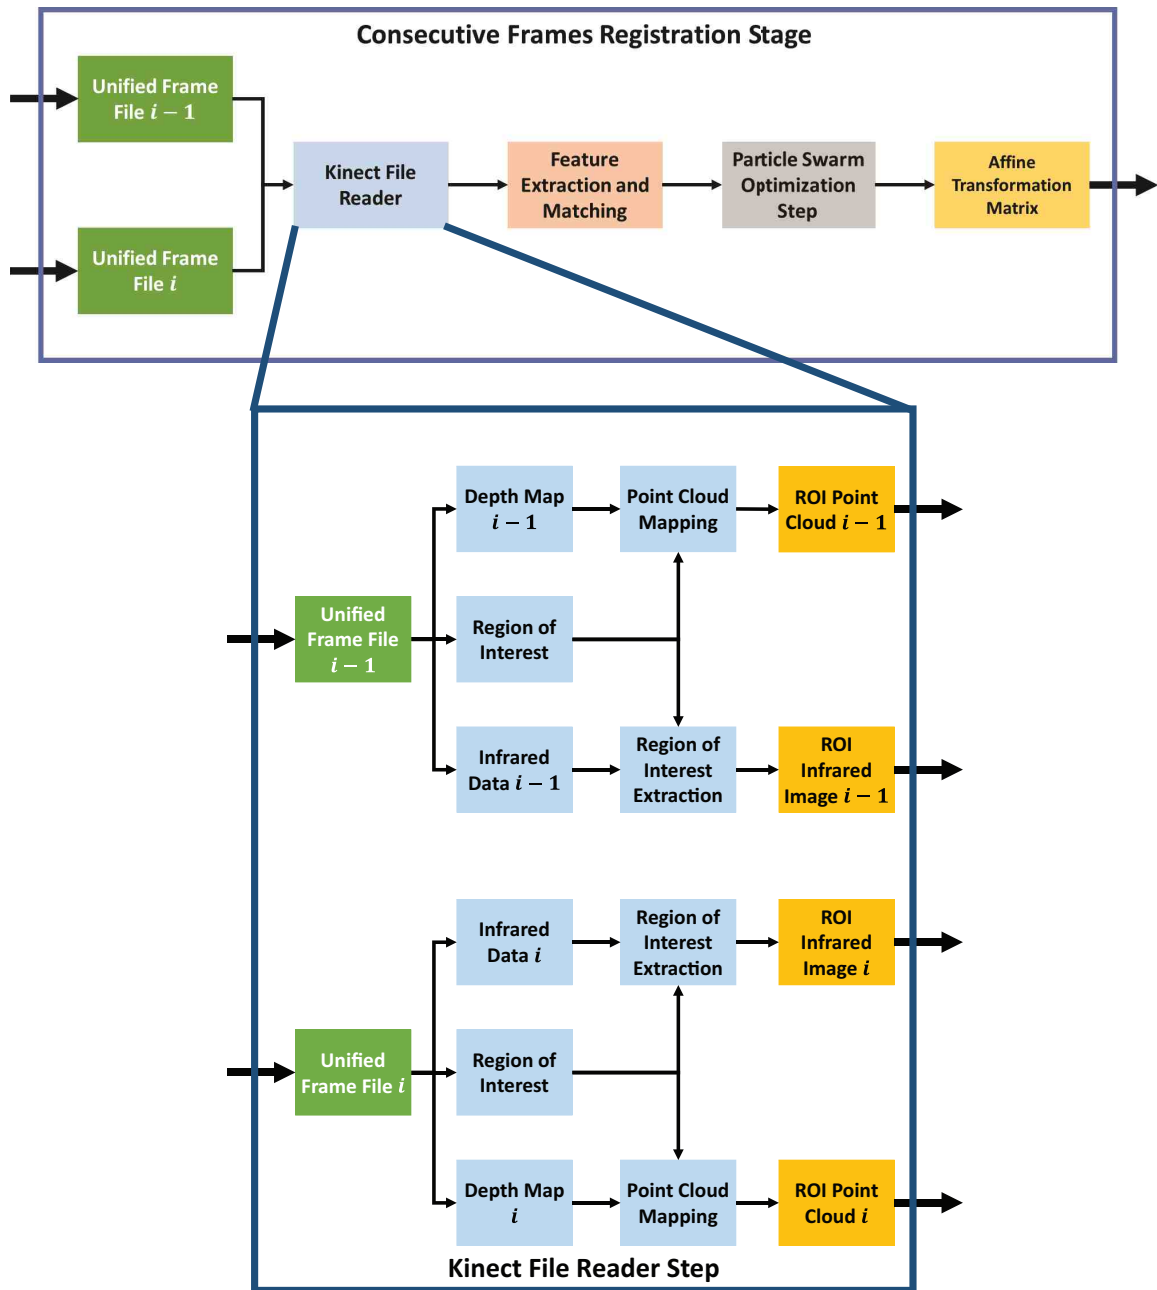 Consecutive Frames Registration Stage
Unified Frame
File i − 1
Kinect File
Reader
Feature
Extraction and
Matching
Particle Swarm
Optimization
Step
Affine
Transformation
Matrix
Unified Frame
File i
Depth Map
i − 1
Point Cloud
Mapping
ROI Point
Cloud i − 1
Unified
Frame File
i − 1
Region of
Interest
Infrared
Data i − 1
Region of
Interest
Extraction
ROI
Infrared
Image i − 1
Infrared
Data i
Region of
Interest
Extraction
ROI
Infrared
Image i
Unified
Frame File i
Region of
Interest
Depth Map
i
Point Cloud
Mapping
ROI Point
Cloud i
Kinect File Reader Step